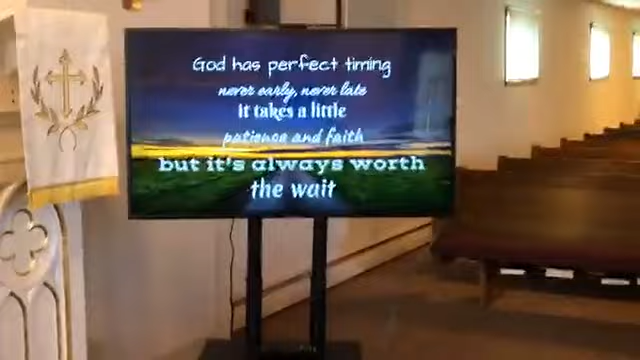 God has perfect timing
never early, never late
it takes a little
patience and faith
but it's always worth
the wait